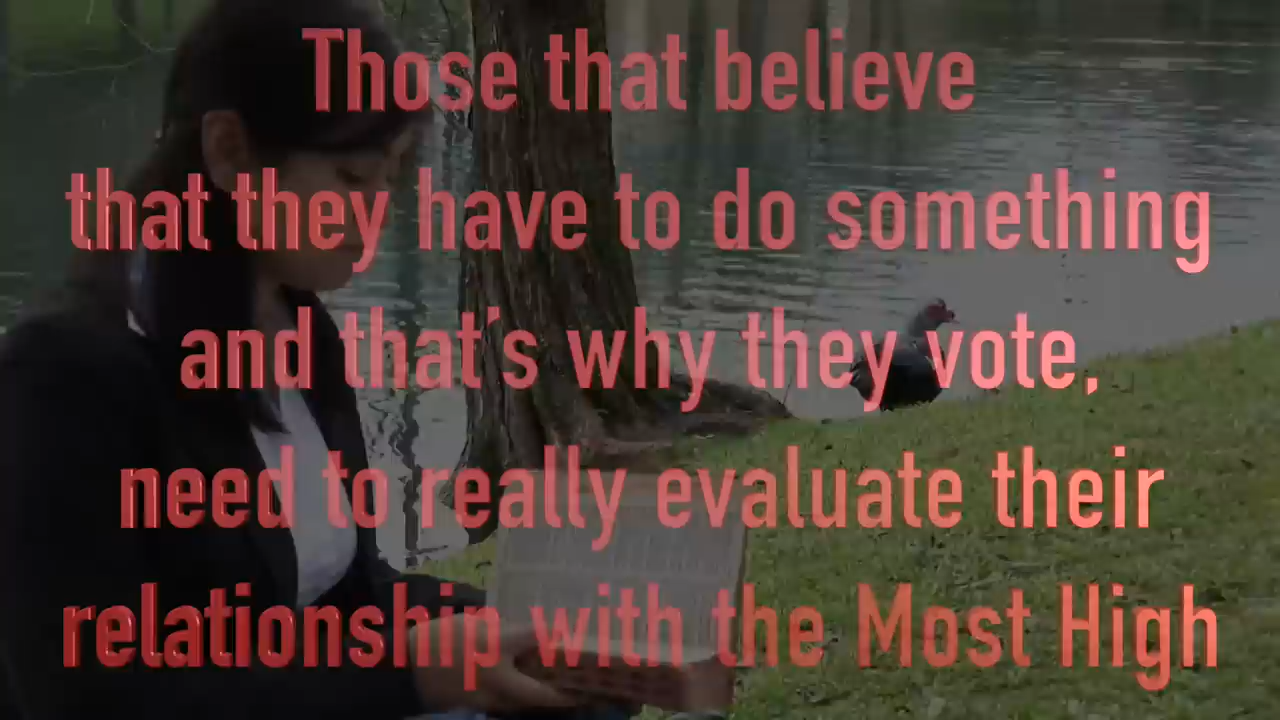 Those that believe
that they have to do something
and that's why they vote,
need to really evaluate their
relationship with the Most High